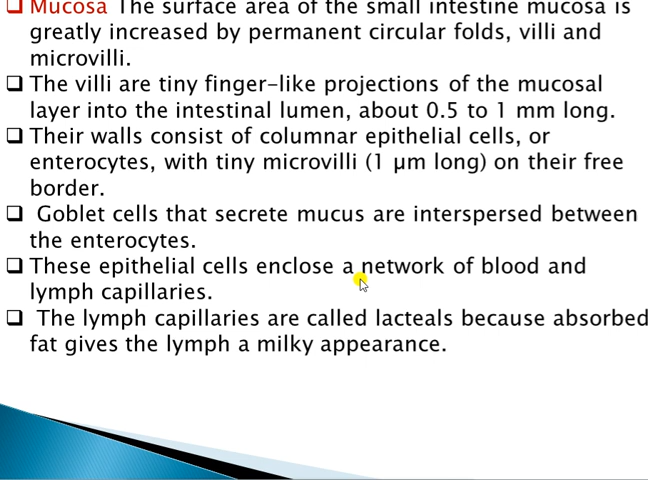 ❑ Mucosa The surface area of the small intestine mucosa is
greatly increased by permanent circular folds, villi and
microvilli.
❑ The villi are tiny finger-like projections of the mucosal
layer into the intestinal lumen, about 0.5 to 1 mm long.
❑ Their walls consist of columnar epithelial cells, or
enterocytes, with tiny microvilli (1 µm long) on their free
border.
❑ Goblet cells that secrete mucus are interspersed between
the enterocytes.
❑ These epithelial cells enclose a network of blood and
lymph capillaries.
❑ The lymph capillaries are called lacteals because absorbed
fat gives the lymph a milky appearance.